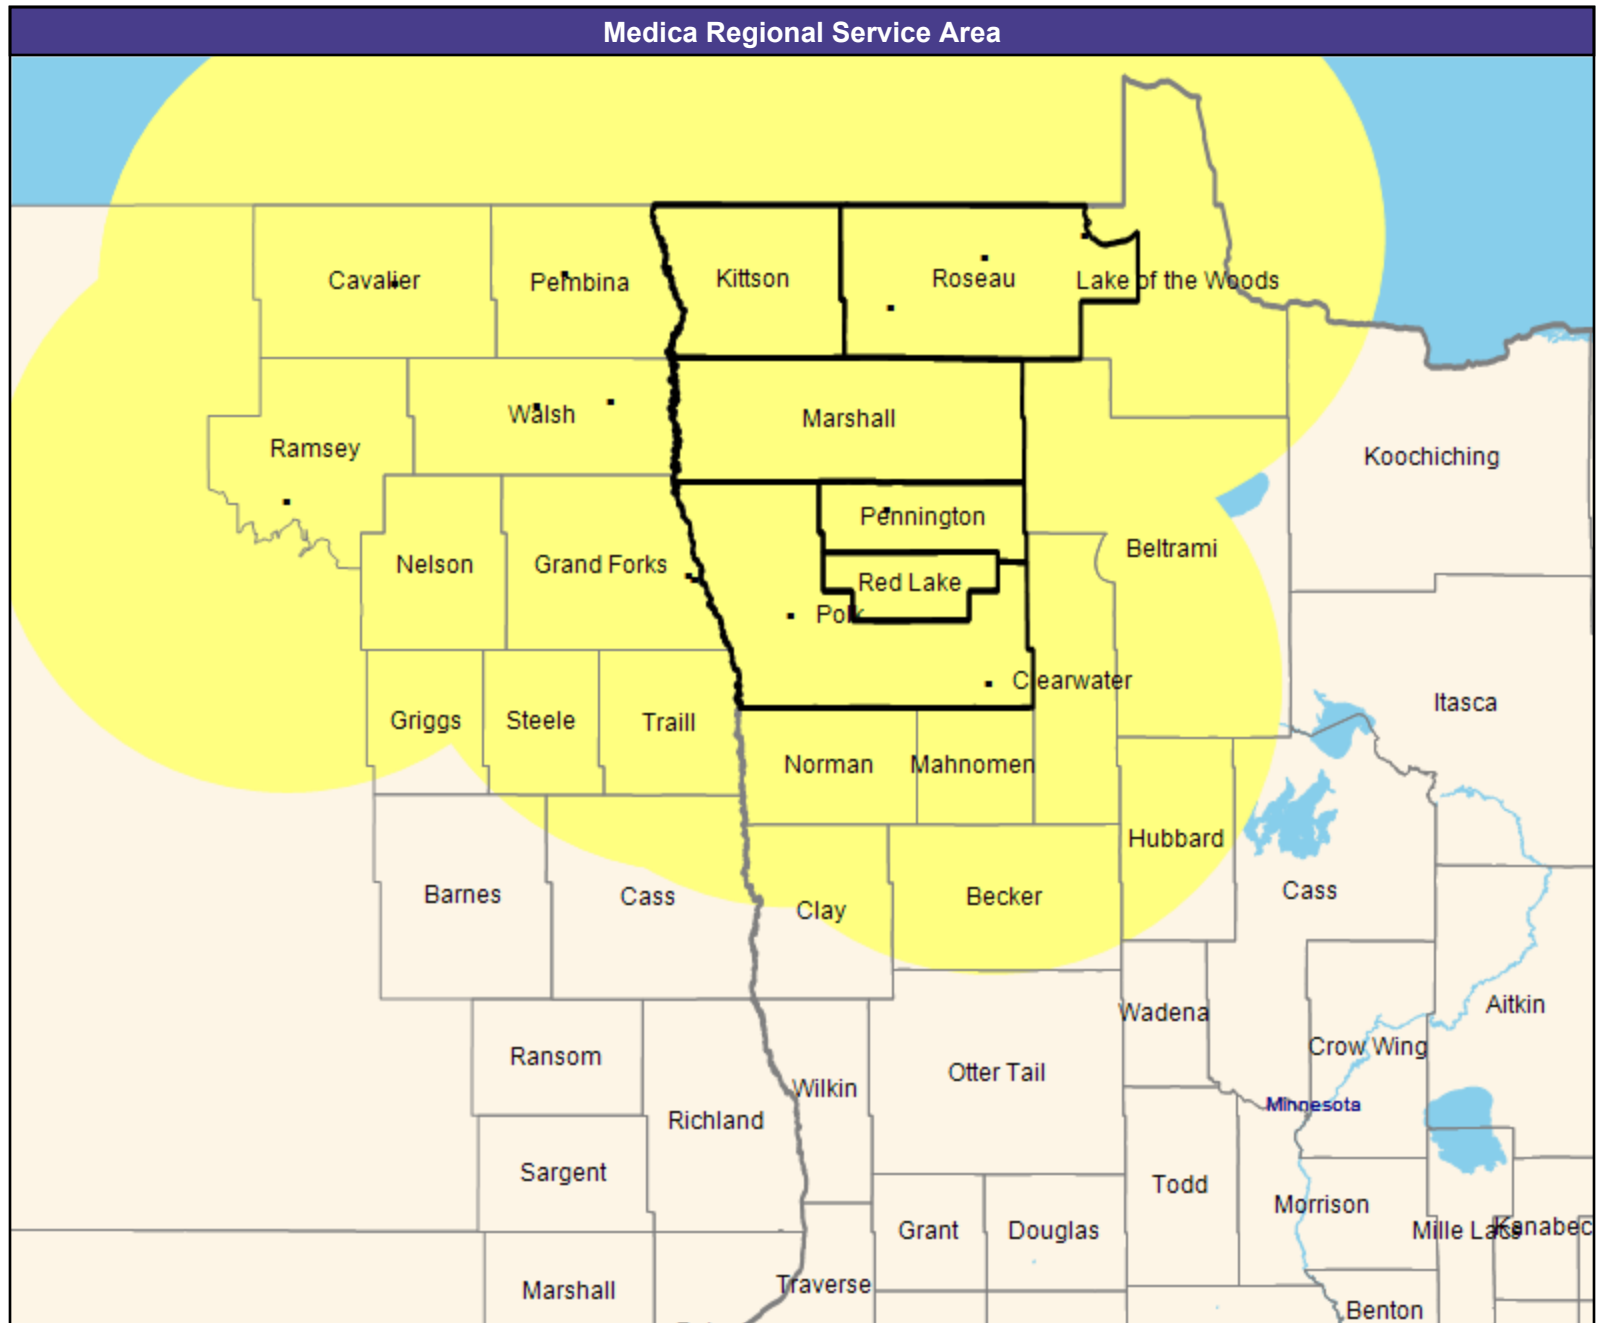 Medica Regional Service Area
Cavalier
Pembina
Kittson
Roseau
Lake of the Woods
Walsh
Marshall
Ramsey
Koochiching
Pennington
Beltrami
Nelson
Grand Forks
Red Lake
Polk
Clearwater
Itasca
Griggs
Steele
Traill
Norman
Mahnomen
Hubbard
Barnes
Cass
Clay
Becker
Cass
Wadena
Aitkin
Ransom
Crow Wing
Otter Tail
Wilkin
Minnesota
Richland
Sargent
Todd
Morrison
Grant
Douglas
Mille Lacs
Kanabec
Marshall
Traverse
Benton